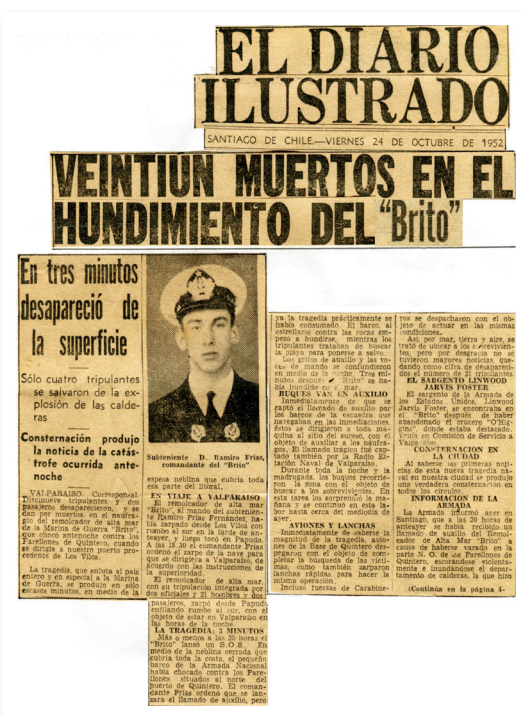 EL DIARIO
ILUSTRADO
SANTIAGO DE CHILE.—VIERNES 24 DE OCTUBRE DE 1952
VEINTIUN MUERTOS EN EL
HUNDIMIENTO DEL "Brito"
En tres minutos
desapareció de
la superficie
Sólo cuatro tripulantes
se salvaron de la ex-
plosión de las calde-
ras
Consternación produjo
la noticia de la catás-
trofe ocurrida ante-
noche
VALPARAISO. Corresponsal.
Diecinueve tripulantes y dos
pasajeros desaparecieron, y se
dan por muertos, en el naufra-
gio del remolcador de alta mar
de la Marina de Guerra "Brito",
que chocó antenoche contra los
Farellones de Quintero, cuando
se dirigía a nuestro puerto pro-
cedente de Los Vilos.
La tragedia, que enluta al país
entero y en especial a la Marina
de Guerra, se produjo en sólo
escasos minutos, en medio de la
Subteniente D. Ramiro Frías,
comandante del "Brito"
espesa neblina que cubría toda
esa parte del litoral.
EN VIAJE A VALPARAISO
El remolcador de alta mar
"Brito", al mando del subtenien-
te Ramiro Frías Fernández, ha-
bía zarpado desde Los Vilos con
rumbo al sur en la tarde de an-
teayer, y luego tocó en Papudo.
A las 18.30 el comandante Frías
ordenó el zarpe de la nave para
que se dirigiera a Valparaíso, de
acuerdo con las instrucciones de
la superioridad.
El remolcador de alta mar,
con su tripulación integrada por
dos oficiales y 21 hombres y dos
pasajeros, zarpó desde Papudo
enfilando rumbo al sur, con el
objeto de estar en Valparaíso en
las horas de la noche.
LA TRAGEDIA: 3 MINUTOS
Más o menos a las 20 horas el
"Brito" lanzó un S.O.S. En
medio de la neblina cerrada que
cubría toda la costa, el pequeño
barco de la Armada Nacional
había chocado contra los Fare-
llones situados al norte del
puerto de Quintero. El coman-
dante Frías ordenó que se lan-
zara el llamado de auxilio, pero
ya la tragedia prácticamente se
había consumado. El barco, al
estrellarse contra las rocas em-
pezó a hundirse, mientras los
tripulantes trataban de buscar
la playa para ponerse a salvo.
Los gritos de auxilio y las vo-
ces de mando se confundieron
en medio de la noche. Tres mi-
nutos después "Brito" se ha-
bía hundido en el mar.
BUQUES VAN EN AUXILIO
Inmediatamente de que se
captó el llamado de auxilio por
los barcos de la escuadra que
navegaban en las inmediaciones,
éstos se dirigieron a toda má-
quina al sitio del suceso, con el
objeto de auxiliar a los náufra-
gos. El llamado trágico fué cap-
tado también por la Radio Es-
tación Naval de Valparaíso.
Durante toda la noche y la
madrugada, los buques recorrie-
ron la zona con el objeto de
buscar a los sobrevivientes. En
esta tarea los sorprendió la ma-
ñana y se continuó en esta la-
bor hasta cerca del mediodía de
ayer.
AVIONES Y LANCHAS
Inmediatamente de saberse la
magnitud de la tragedia, avio-
nes de la Base de Quintero des-
pegaron con el objeto de com-
pletar la búsqueda de las vícti-
mas, como también zarparon
lanchas rápidas para hacer la
misma operación.
Incluso fuerzas de Carabine-
ros se despacharon con el ob-
jeto de actuar en las mismas
condiciones.
Así, por mar, tierra y aire, se
trató de ubicar a los sobrevivien-
tes, pero por desgracia no se
tuvieron mayores noticias, que-
dando como cifra de desapareci-
dos el número de 21 tripulantes.
EL SARGENTO LINWOOD
JARVIS FOSTER
El sargento de la Armada de
los Estados Unidos, Linwood
Jarvis Foster, se encontraba en
el "Brito" después de haber
abandonado el crucero "O'Hig-
gins", donde estaba destacado.
Venía en Comisión de Servicio a
Valparaíso.
CONSTERNACION EN
LA CIUDAD
Al saberse las primeras noti-
cias de esta nueva tragedia na-
val en nuestra ciudad se produjo
una verdadera consternación en
todos los círculos.
INFORMACION DE LA
ARMADA
La Armada informó ayer en
Santiago, que a las 20 horas de
anteayer se había recibido un
llamado de auxilio del Remol-
cador de Alta Mar "Brito" a
causa de haberse varado en la
parte N. O. de los Farellones de
Quintero, escorándose violenta-
mente e inundándose el depar-
tamento de calderas, la que hizo
(Continúa en la página 4-